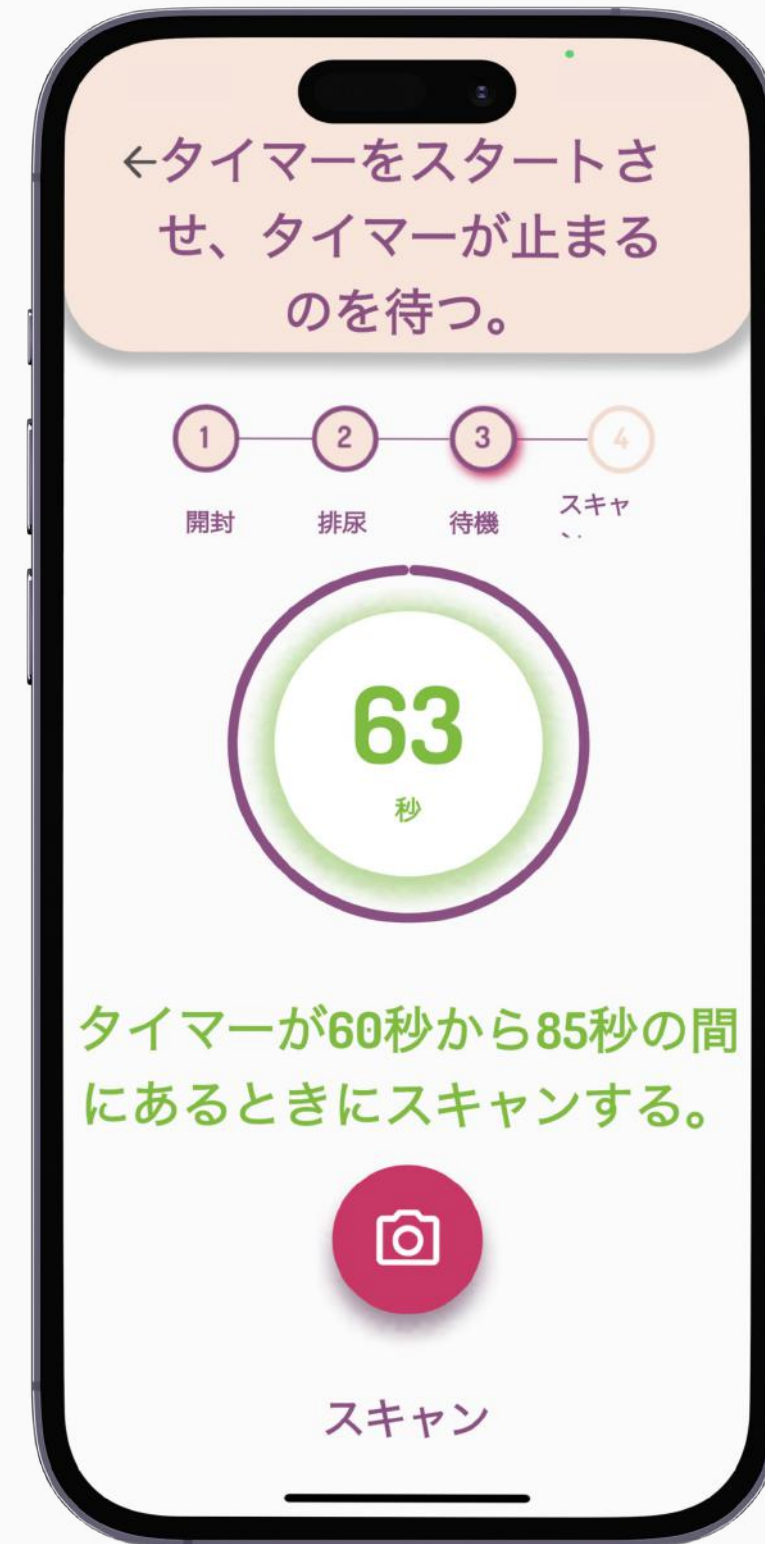 ←タイマーをスタートさ
せ、タイマーが止まる
のを待つ。
1 2 3 4
開封 排尿 待機 スキャ
63
秒
タイマーが60秒から85秒の間
にあるときにスキャンする。
スキャン